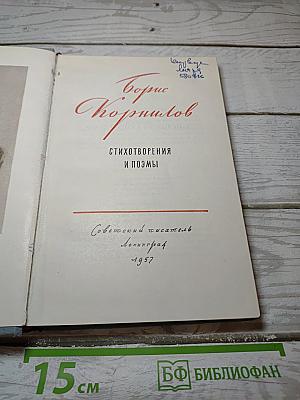 Борис
Корнилов
СТИХОТВОРЕНИЯ
И ПОЭМЫ
Советский писатель
Ленинград
1957
15 см
БФ БИБЛИОФАН